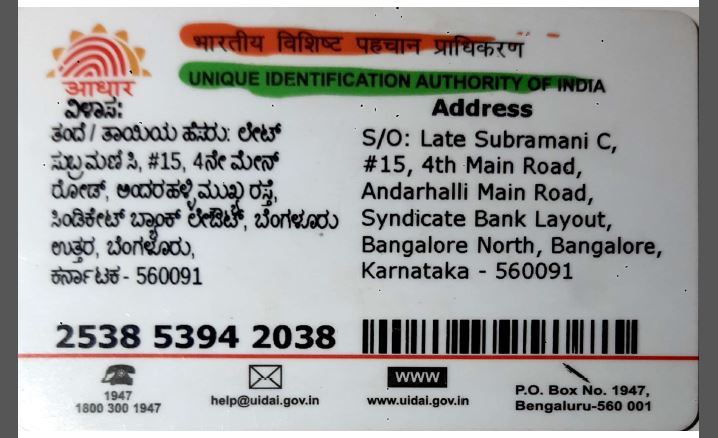 भारतीय विशिष्ट पहचान प्राधिकरण
UNIQUE IDENTIFICATION AUTHORITY OF INDIA
आधार
ವಿಳಾಸ:
ತಂದೆ / ತಾಯಿಯ ಹೆಸರು: ಲೇಟ್
ಸುಬ್ರಮಣಿ ಸಿ, #15, 4ನೇ ಮೇನ್
ರೋಡ್, ಅಂದರಹಳ್ಳಿ ಮುಖ್ಯ ರಸ್ತೆ,
ಸಿಂಡಿಕೇಟ್ ಬ್ಯಾಂಕ್ ಲೇಔಟ್, ಬೆಂಗಳೂರು
ಉತ್ತರ, ಬೆಂಗಳೂರು,
ಕರ್ನಾಟಕ - 560091
Address
S/O: Late Subramani C,
#15, 4th Main Road,
Andarhalli Main Road,
Syndicate Bank Layout,
Bangalore North, Bangalore,
Karnataka - 560091
2538 5394 2038
1947
1800 300 1947
help@uidai.gov.in
www
www.uidai.gov.in
P.O. Box No. 1947,
Bengaluru-560 001